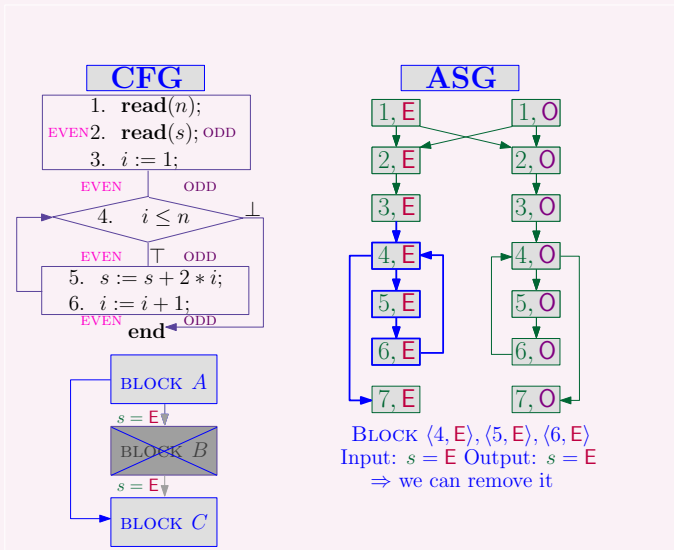 CFG
1. read(n);
EVEN 2. read(s); ODD
3. i := 1;
EVEN ODD
4. i ≤ n
⊥
⊤
EVEN ODD
5. s := s + 2 * i;
6. i := i + 1;
EVEN ODD
end
BLOCK A
s = E
BLOCK B
s = E
BLOCK C
ASG
1, E 1, O
2, E 2, O
3, E 3, O
4, E 4, O
5, E 5, O
6, E 6, O
7, E 7, O
BLOCK ⟨4, E⟩, ⟨5, E⟩, ⟨6, E⟩
Input: s = E Output: s = E
⇒ we can remove it